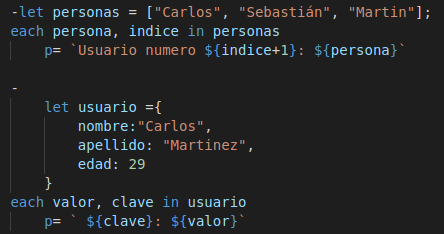 -let personas = ["Carlos", "Sebastián", "Martin"];
each persona, indice in personas
    p= `Usuario numero ${indice+1}: ${persona}`

-
    let usuario ={
        nombre:"Carlos",
        apellido: "Martinez",
        edad: 29
    }
each valor, clave in usuario
    p= ` ${clave}: ${valor}`